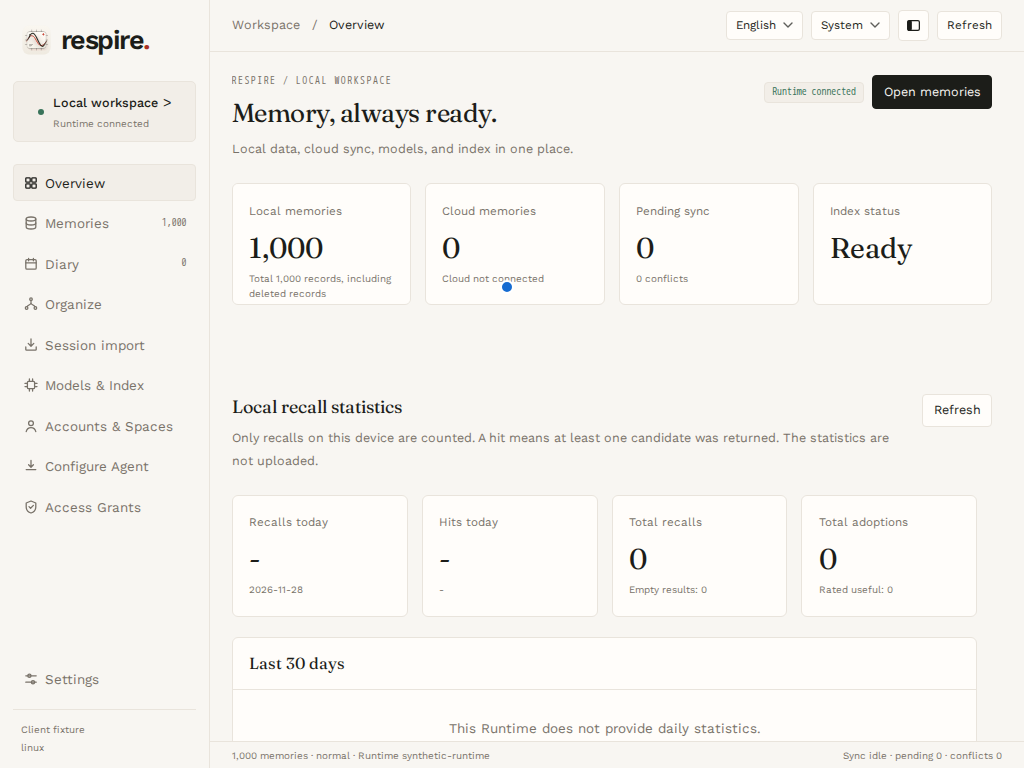 respire.
Local workspace >
Runtime connected
Overview
Memories 1,000
Diary 0
Organize
Session import
Models & Index
Accounts & Spaces
Configure Agent
Access Grants
Settings
Client fixture
linux
Workspace / Overview
English System Refresh
RESPIRE / LOCAL WORKSPACE
Memory, always ready.
Local data, cloud sync, models, and index in one place.
Runtime connected
Open memories
Local memories
1,000
Total 1,000 records, including
deleted records
Cloud memories
0
Cloud not connected
Pending sync
0
0 conflicts
Index status
Ready
Local recall statistics
Refresh
Only recalls on this device are counted. A hit means at least one candidate was returned. The statistics are
not uploaded.
Recalls today
-
2026-11-28
Hits today
-
-
Total recalls
0
Empty results: 0
Total adoptions
0
Rated useful: 0
Last 30 days
This Runtime does not provide daily statistics.
1,000 memories · normal · Runtime synthetic-runtime
Sync idle · pending 0 · conflicts 0